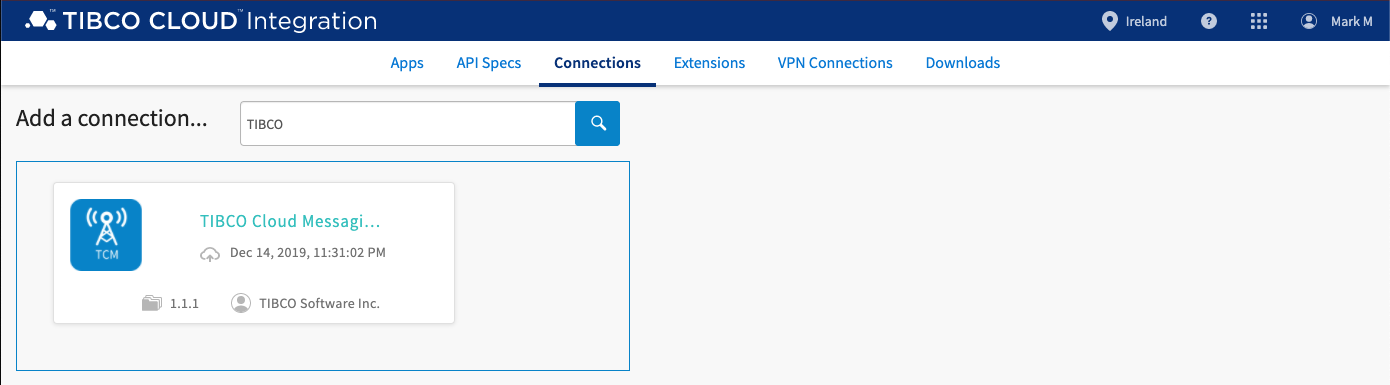 TIBCO CLOUD™ Integration
Ireland
?
Mark M
Apps
API Specs
Connections
Extensions
VPN Connections
Downloads
Add a connection...
TIBCO
TCM
TIBCO Cloud Messagi...
Dec 14, 2019, 11:31:02 PM
1.1.1
TIBCO Software Inc.